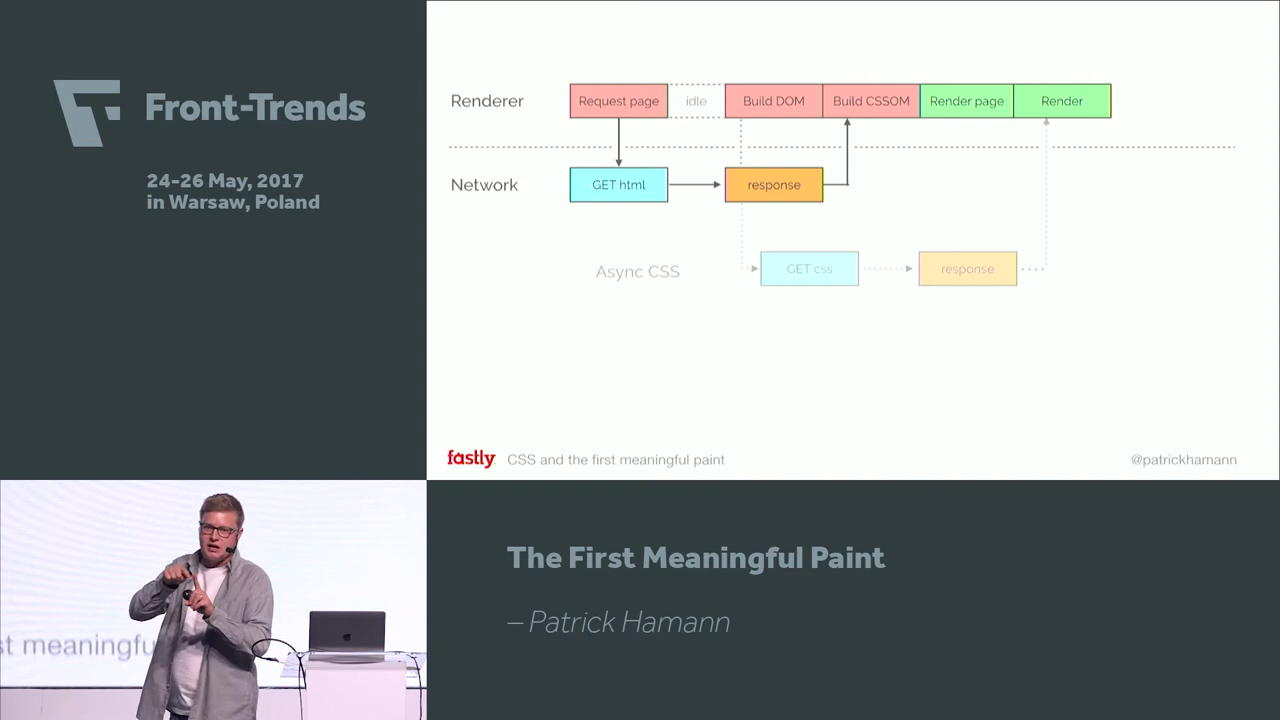 Front-Trends
24-26 May, 2017
in Warsaw, Poland
Renderer
Request page
idle
Build DOM
Build CSSOM
Render page
Render
Network
GET html
response
Async CSS
GET css
response
fastly
CSS and the first meaningful paint
@patrickhamann
st meaningfu
The First Meaningful Paint
– Patrick Hamann